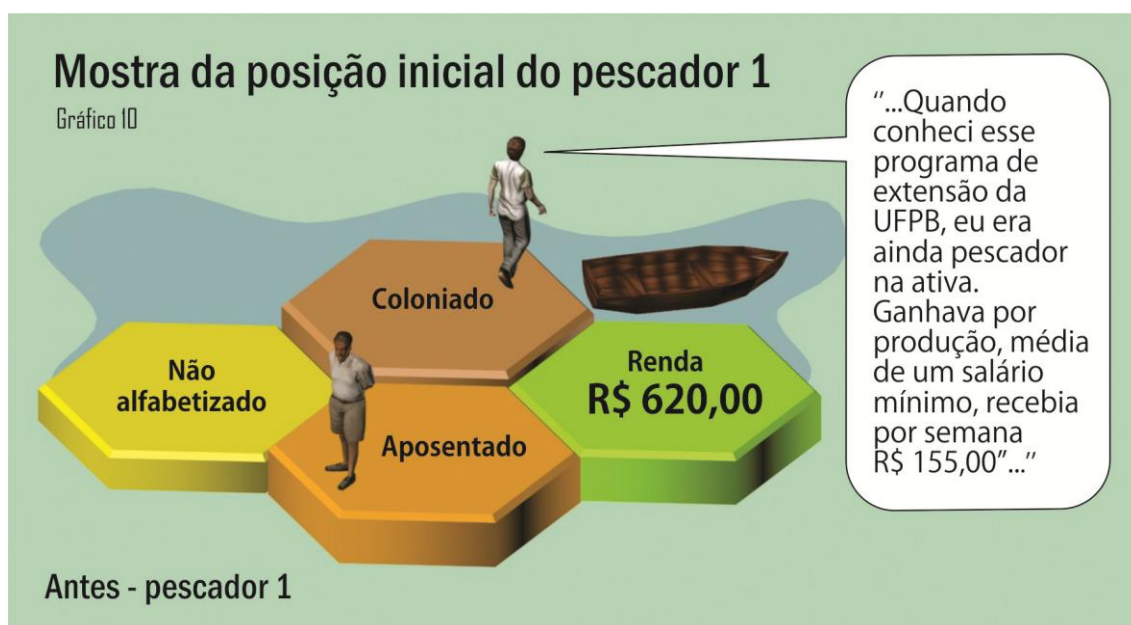 Mostra da posição inicial do pescador 1
Gráfico 10
"...Quando
conheci esse
programa de
extensão da
UFPB, eu era
ainda pescador
na ativa.
Ganhava por
produção, média
de um salário
mínimo, recebia
por semana
R$ 155,00"..."
Coloniado
Não
alfabetizado
Renda
R$ 620,00
Aposentado
Antes - pescador 1